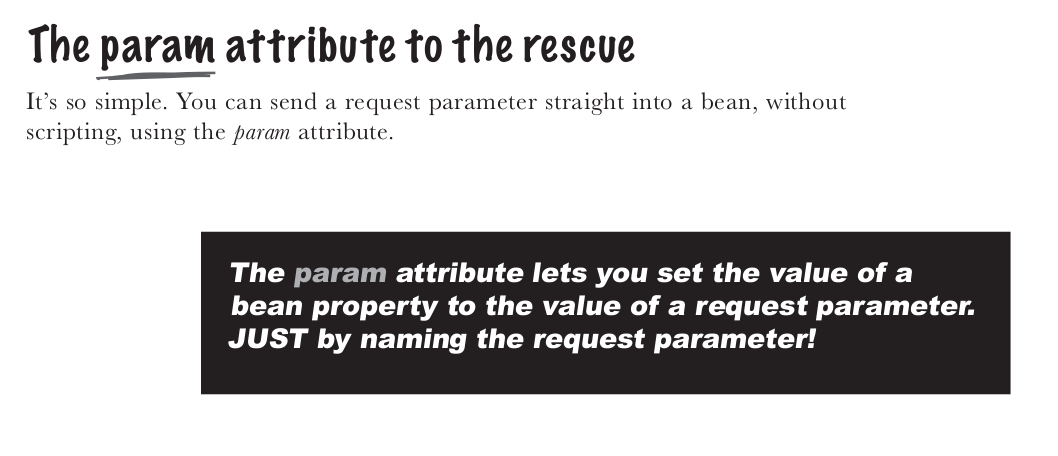 The param attribute to the rescue
It's so simple. You can send a request parameter straight into a bean, without
scripting, using the param attribute.
The param attribute lets you set the value of a
bean property to the value of a request parameter.
JUST by naming the request parameter!